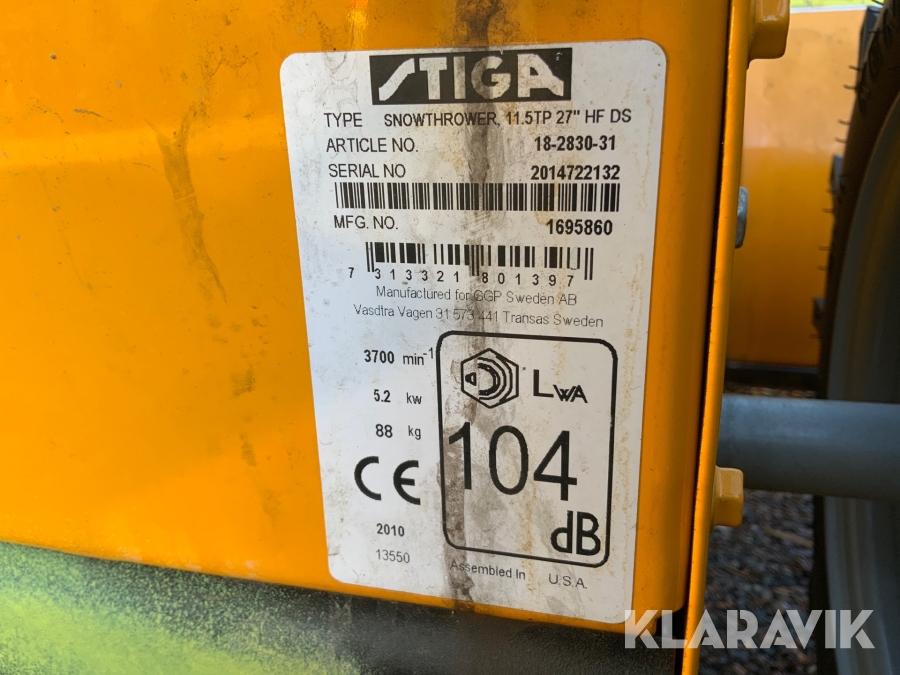 STIGA
TYPE SNOWTHROWER, 11.5TP 27" HF DS
ARTICLE NO. 18-2830-31
SERIAL NO 2014722132
MFG. NO. 1695860
7 313321 801397
Manufactured for GGP Sweden AB
Vasdtra Vagen 31 573 441 Transas Sweden
3700 min-1
5.2 kw
88 kg
CE
2010
13550
LWA
104
dB
Assembied In U.S.A.
KLARAVIK